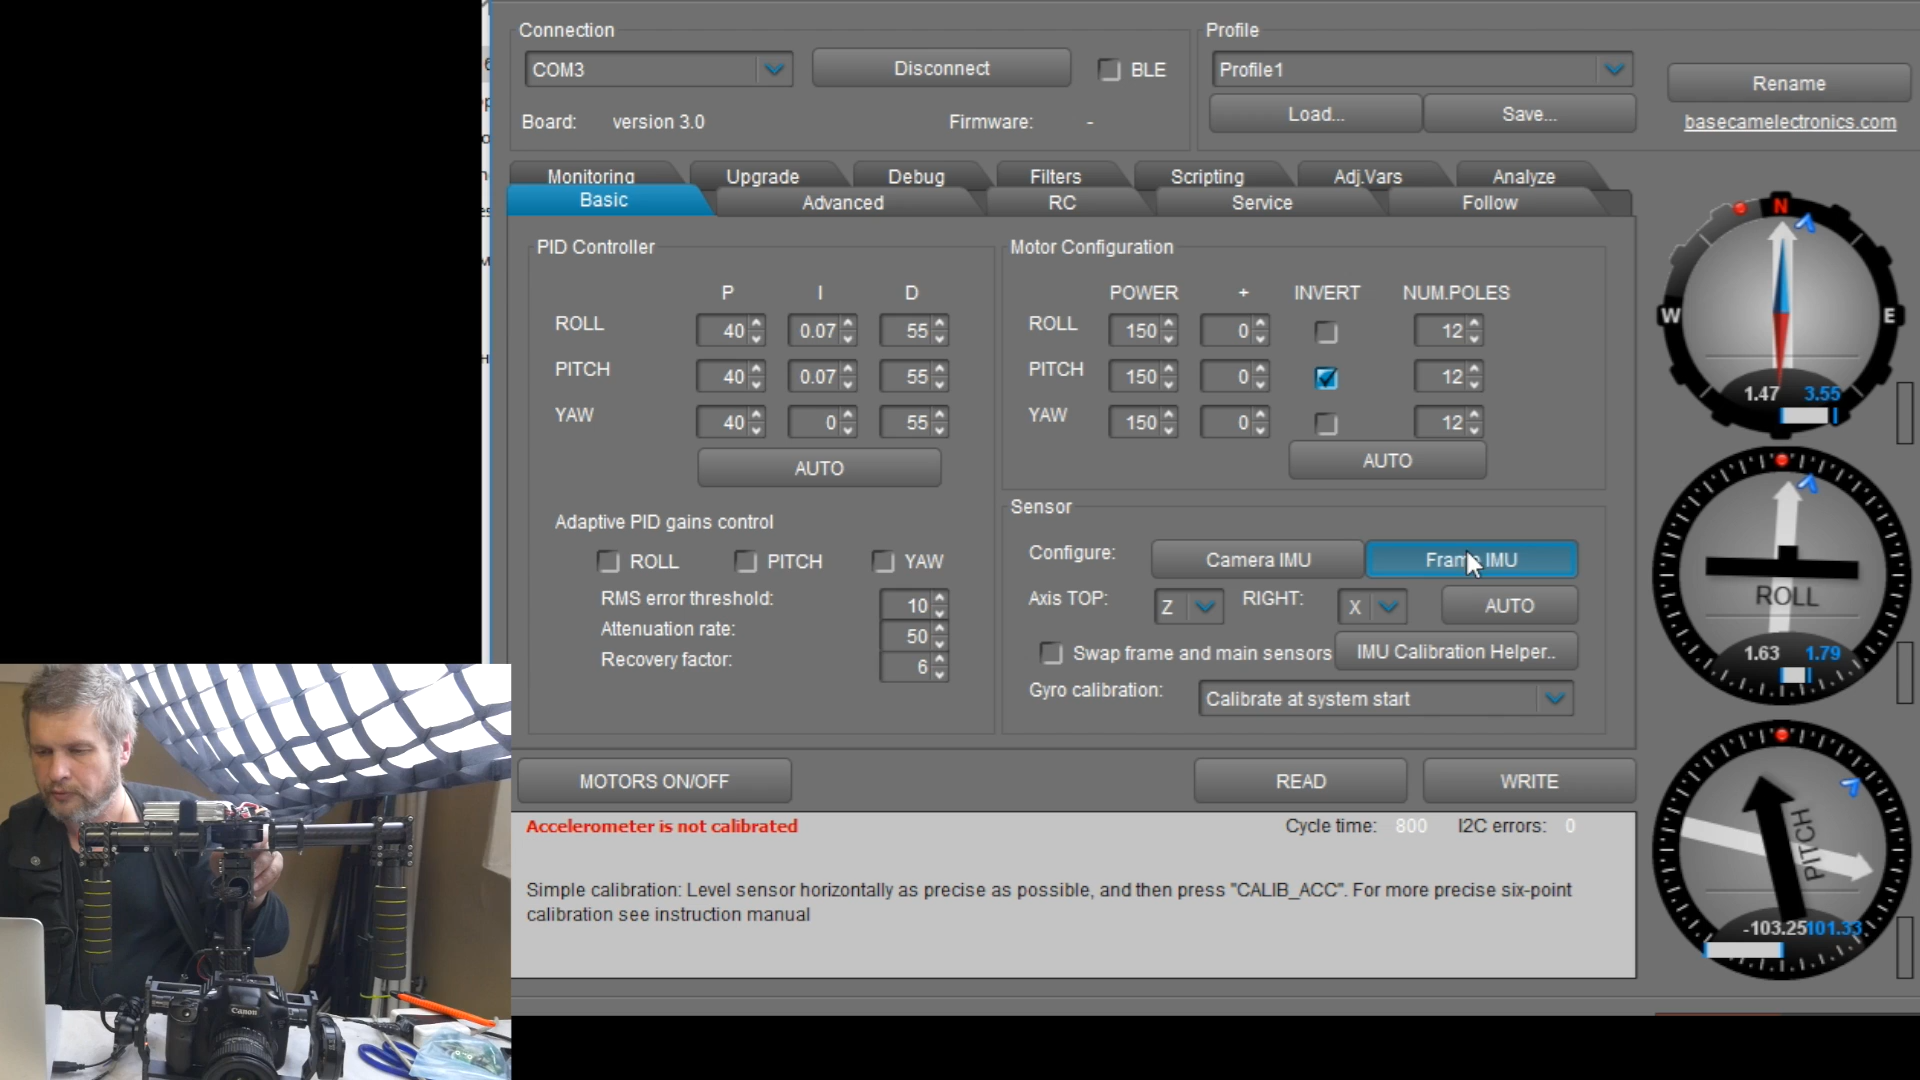 Connection
COM3
Disconnect
BLE
Board: version 3.0 Firmware: -
Profile
Profile1
Load... Save...
Rename
basecamelectronics.com
Monitoring Upgrade Debug Filters Scripting Adj.Vars Analyze
Basic Advanced RC Service Follow
PID Controller
P I D
ROLL 40 0.07 55
PITCH 40 0.07 55
YAW 40 0 55
AUTO
Adaptive PID gains control
ROLL PITCH YAW
RMS error threshold: 10
Attenuation rate: 50
Recovery factor: 6
Motor Configuration
POWER + INVERT NUM.POLES
ROLL 150 0 12
PITCH 150 0 12
YAW 150 0 12
AUTO
Sensor
Configure: Camera IMU Frame IMU
Axis TOP: Z RIGHT: X AUTO
Swap frame and main sensors IMU Calibration Helper..
Gyro calibration: Calibrate at system start
MOTORS ON/OFF READ WRITE
Accelerometer is not calibrated
Cycle time: 800 I2C errors: 0
Simple calibration: Level sensor horizontally as precise as possible, and then press "CALIB_ACC". For more precise six-point
calibration see instruction manual
N
W E
1.47 3.55
ROLL
1.63 1.79
PITCH
-103.25 101.33
Canon